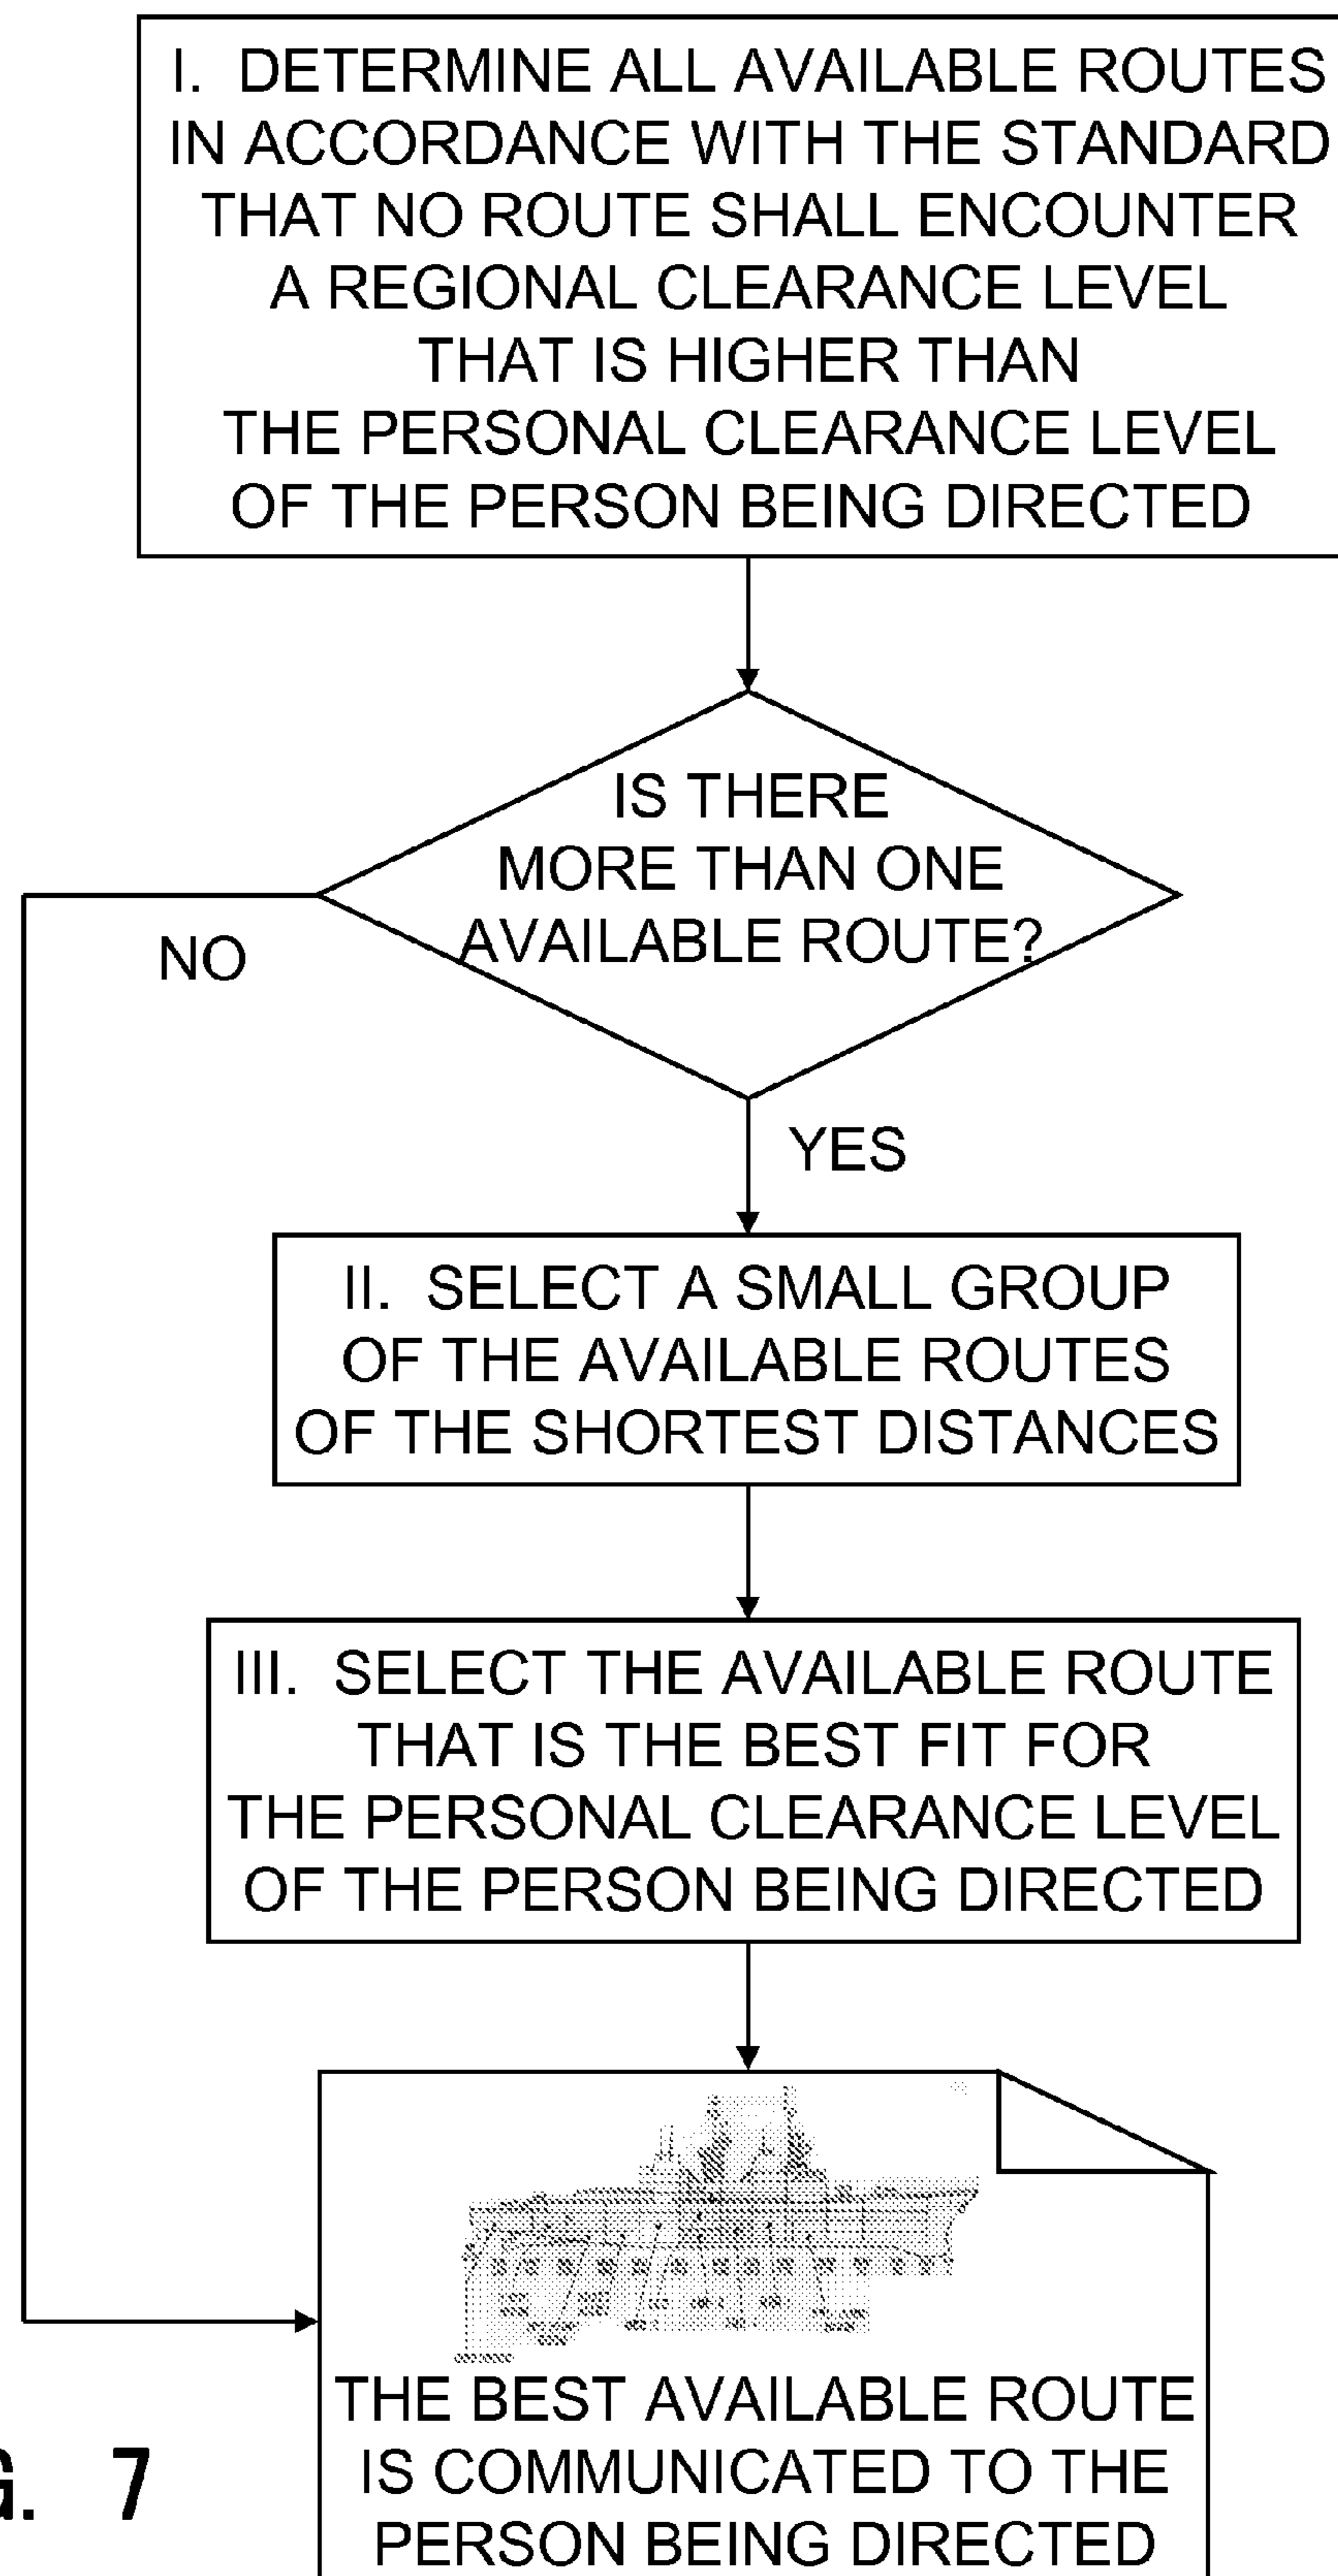 I. DETERMINE ALL AVAILABLE ROUTES
IN ACCORDANCE WITH THE STANDARD
THAT NO ROUTE SHALL ENCOUNTER
A REGIONAL CLEARANCE LEVEL
THAT IS HIGHER THAN
THE PERSONAL CLEARANCE LEVEL
OF THE PERSON BEING DIRECTED
IS THERE
MORE THAN ONE
AVAILABLE ROUTE?
NO
YES
II. SELECT A SMALL GROUP
OF THE AVAILABLE ROUTES
OF THE SHORTEST DISTANCES
III. SELECT THE AVAILABLE ROUTE
THAT IS THE BEST FIT FOR
THE PERSONAL CLEARANCE LEVEL
OF THE PERSON BEING DIRECTED
THE BEST AVAILABLE ROUTE
IS COMMUNICATED TO THE
PERSON BEING DIRECTED
G. 7